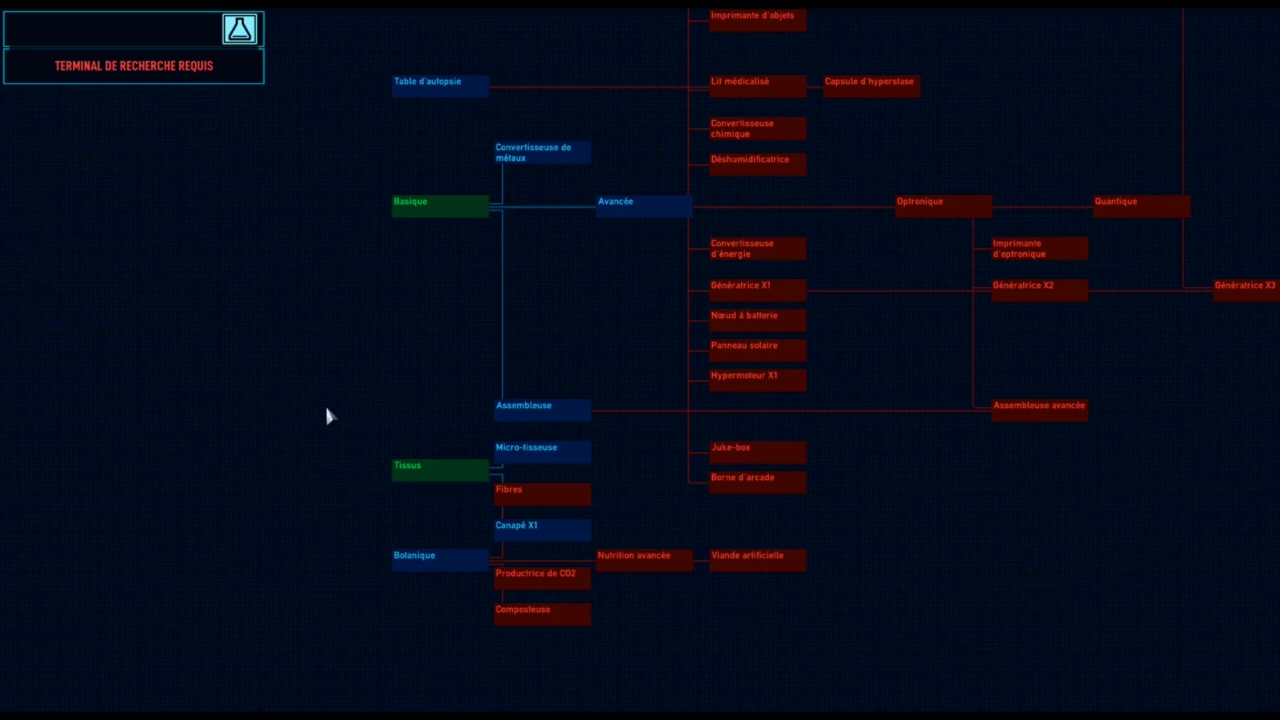 TERMINAL DE RECHERCHE REQUIS
Imprimante d'objets
Table d'autopsie
Lit médicalisé
Capsule d'hyperstase
Convertisseuse
chimique
Convertisseuse de
métaux
Déshumidificatrice
Basique
Avancée
Optronique
Quantique
Convertisseuse
d'énergie
Imprimante
d'optronique
Génératrice X1
Génératrice X2
Génératrice X3
Nœud à batterie
Panneau solaire
Hypermoteur X1
Assembleuse
Assembleuse avancée
Micro-tisseuse
Juke-box
Tissus
Borne d'arcade
Fibres
Canapé X1
Botanique
Nutrition avancée
Viande artificielle
Productrice de CO2
Composteuse